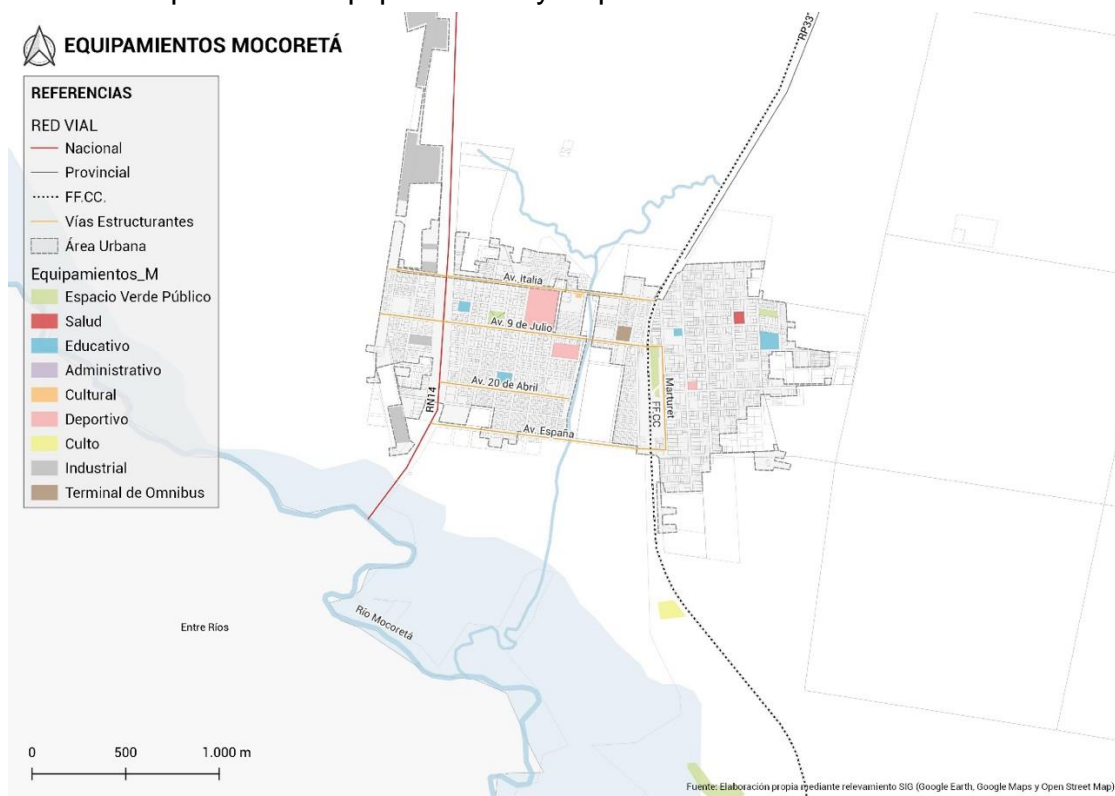 EQUIPAMIENTOS MOCORETÁ
REFERENCIAS
RED VIAL
Nacional
Provincial
FF.CC.
Vías Estructurantes
Área Urbana
Equipamientos_M
Espacio Verde Público
Salud
Educativo
Administrativo
Cultural
Deportivo
Culto
Industrial
Terminal de Omnibus
"RP33"
Av. Italia
Av. 9 de Julio
Av. 20 de Abril
Av. España
RN14
FF.CC
Marturet
Río Mocoretá
Entre Ríos
0 500 1.000 m
Fuente: Elaboración propia mediante relevamiento SIG (Google Earth, Google Maps y Open Street Map)